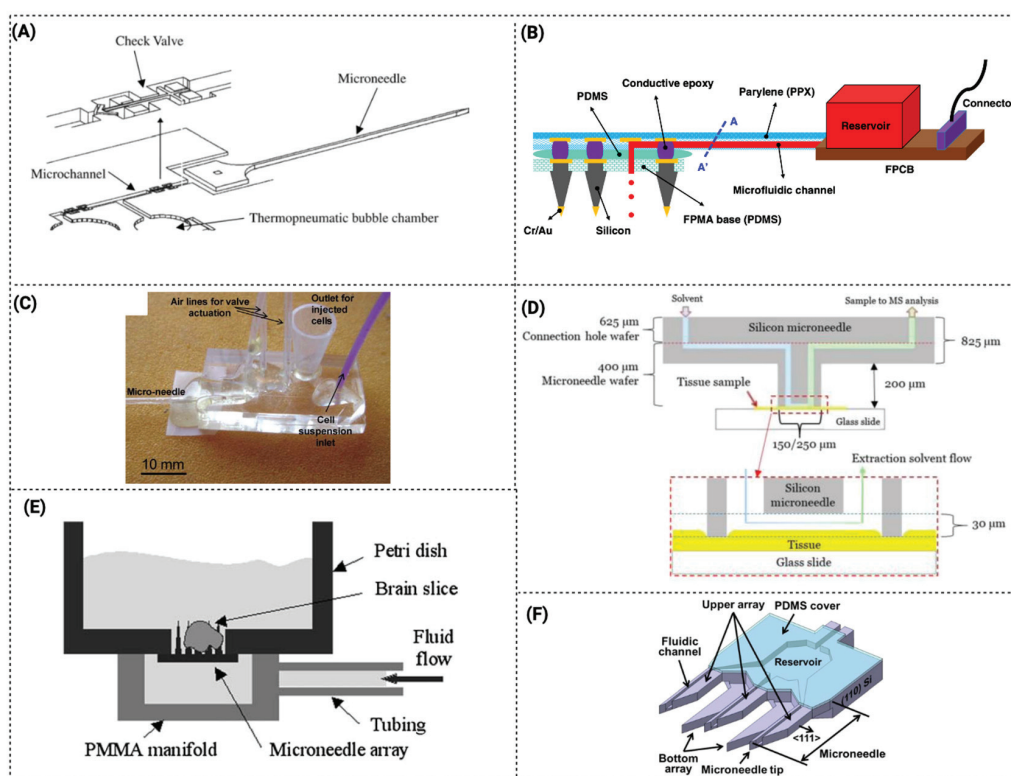 (A)
Check Valve
Microneedle
Microchannel
Thermopneumatic bubble chamber
(B)
Conductive epoxy
PDMS
Parylene (PPX)
Connecto
A
Reservoir
A'
FPCB
Microfluidic channel
FPMA base (PDMS)
Cr/Au
Silicon
(C)
Air lines for valve
actuation
Outlet for
injected
cells
Micro-needle
Cell
suspension
inlet
10 mm
(D)
Solvent
Sample to MS analysis
625 µm
Connection hole wafer
Silicon microneedle
825 µm
400 µm
Microneedle wafer
200 µm
Tissue sample
Glass slide
150/250 µm
Extraction solvent flow
Silicon
microneedle
30 µm
Tissue
Glass slide
(E)
Petri dish
Brain slice
Fluid
flow
Tubing
PMMA manifold
Microneedle array
(F)
Upper array
PDMS cover
Fluidic
channel
Reservoir
(110) Si
<111>
Microneedle
Bottom
array
Microneedle tip